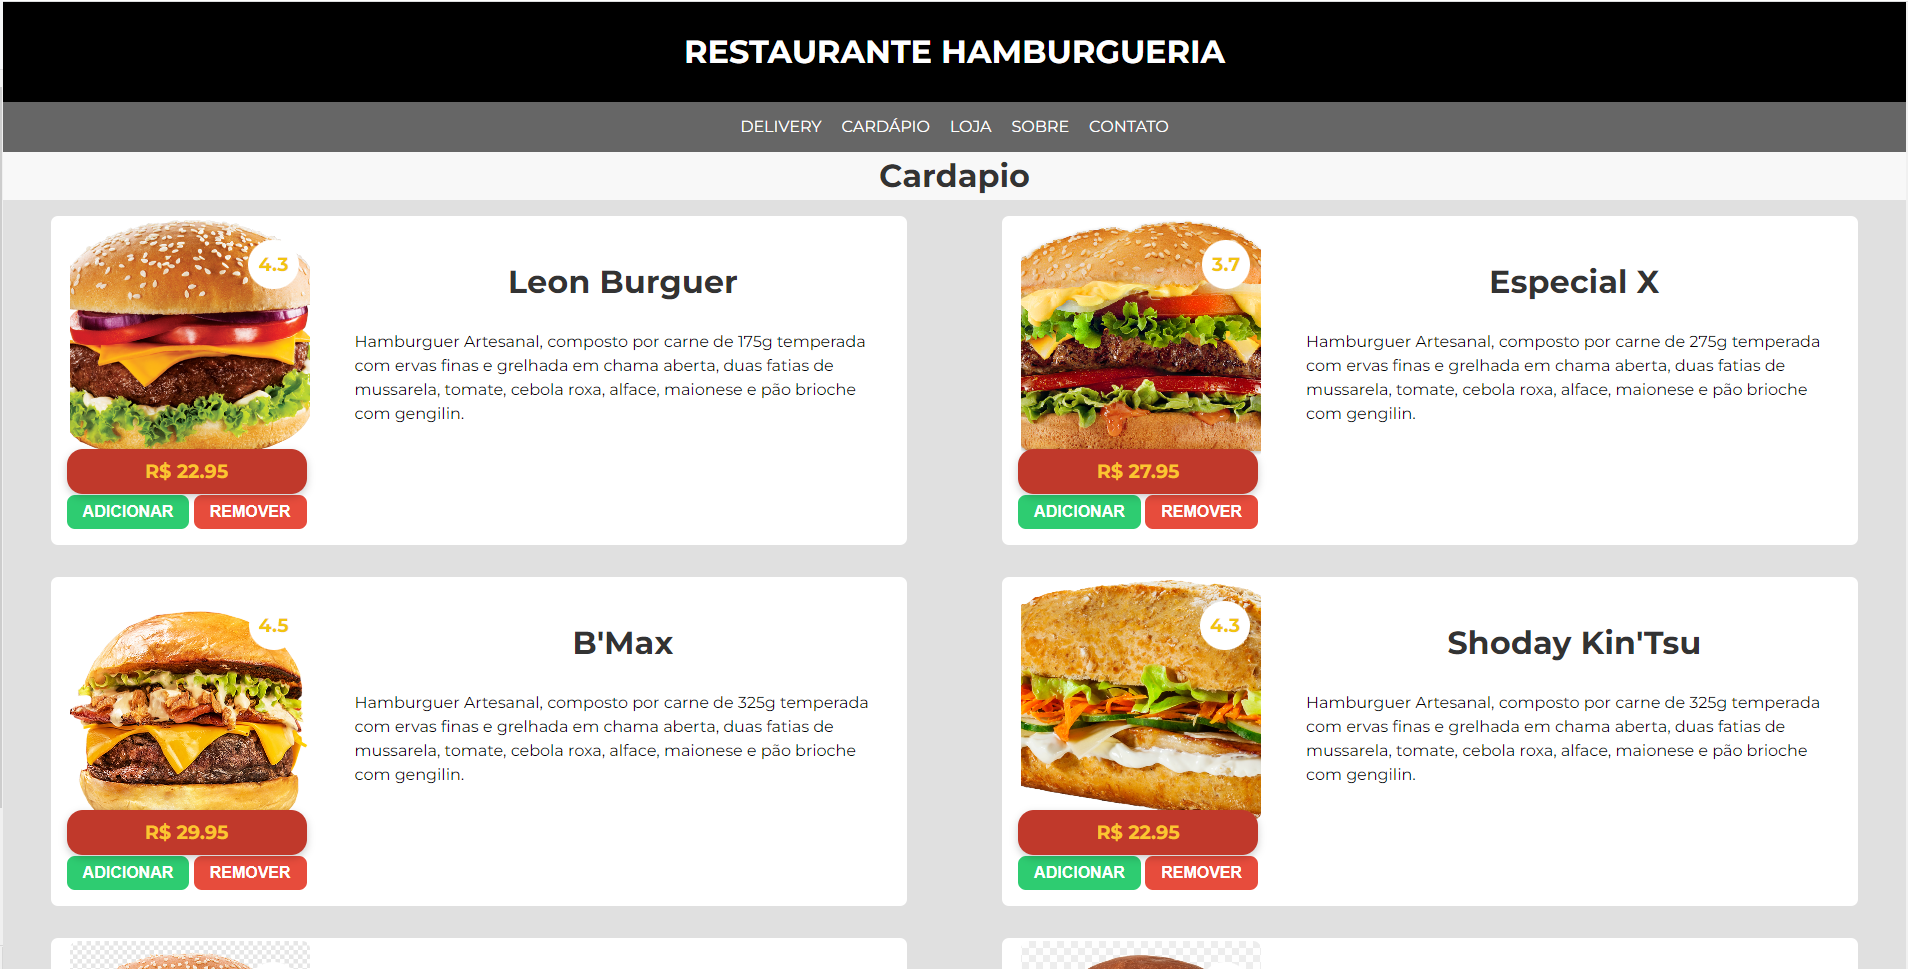 RESTAURANTE HAMBURGUERIA
DELIVERY CARDÁPIO LOJA SOBRE CONTATO
Cardapio
4.3
Leon Burguer
Hamburguer Artesanal, composto por carne de 175g temperada
com ervas finas e grelhada em chama aberta, duas fatias de
mussarela, tomate, cebola roxa, alface, maionese e pão brioche
com gengilin.
R$ 22.95
ADICIONAR REMOVER
3.7
Especial X
Hamburguer Artesanal, composto por carne de 275g temperada
com ervas finas e grelhada em chama aberta, duas fatias de
mussarela, tomate, cebola roxa, alface, maionese e pão brioche
com gengilin.
R$ 27.95
ADICIONAR REMOVER
4.5
B'Max
Hamburguer Artesanal, composto por carne de 325g temperada
com ervas finas e grelhada em chama aberta, duas fatias de
mussarela, tomate, cebola roxa, alface, maionese e pão brioche
com gengilin.
R$ 29.95
ADICIONAR REMOVER
4.3
Shoday Kin'Tsu
Hamburguer Artesanal, composto por carne de 325g temperada
com ervas finas e grelhada em chama aberta, duas fatias de
mussarela, tomate, cebola roxa, alface, maionese e pão brioche
com gengilin.
R$ 22.95
ADICIONAR REMOVER